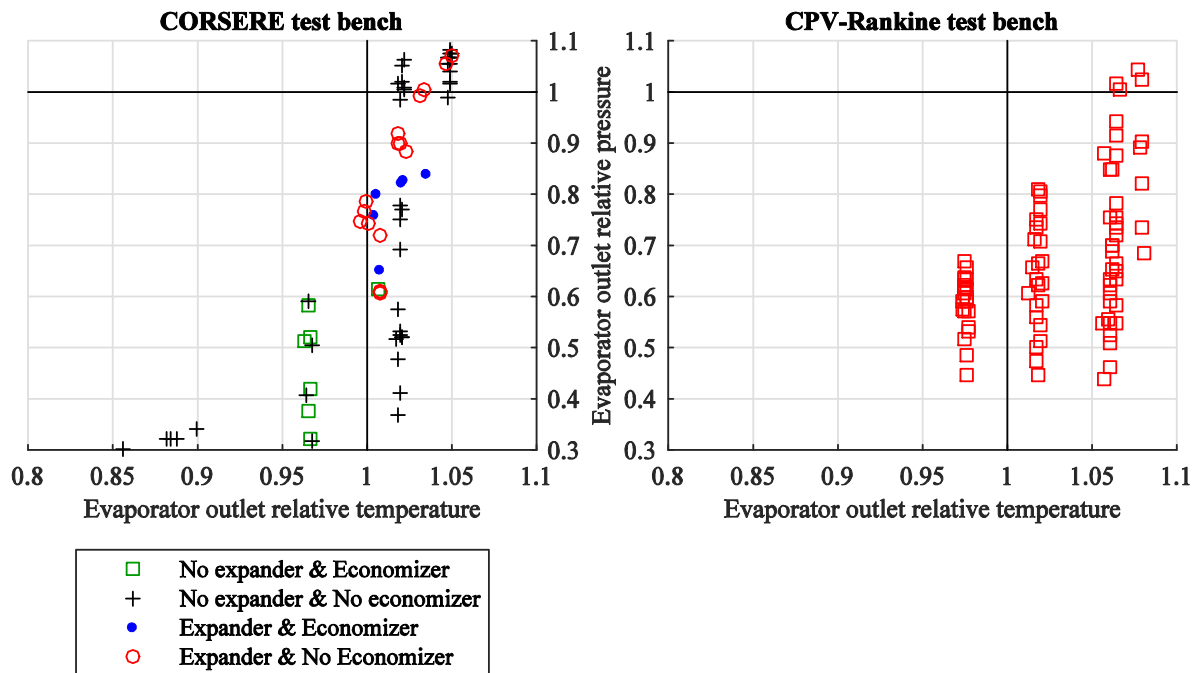 CORSERE test bench
CPV-Rankine test bench
1.1
1
0.9
0.8
0.7
0.6
0.5
0.4
0.3
Evaporator outlet relative pressure
1.1
1
0.9
0.8
0.7
0.6
0.5
0.4
0.3
0.8 0.85 0.9 0.95 1 1.05 1.1
Evaporator outlet relative temperature
0.8 0.85 0.9 0.95 1 1.05 1.1
Evaporator outlet relative temperature
No expander & Economizer
No expander & No economizer
Expander & Economizer
Expander & No Economizer